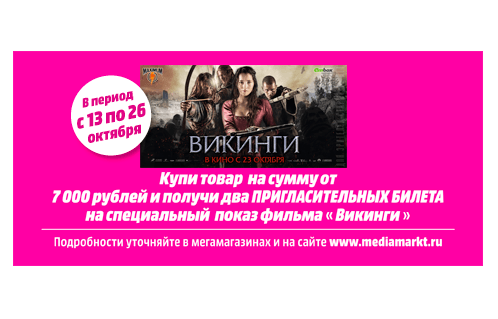 В период
с 13 по 26
октября
ВИКИНГИ
В КИНО С 23 ОКТЯБРЯ
Купи товар на сумму от
7 000 рублей и получи два ПРИГЛАСИТЕЛЬНЫХ БИЛЕТА
на специальный показ фильма « Викинги »
Подробности уточняйте в мегамагазинах и на сайте www.mediamarkt.ru